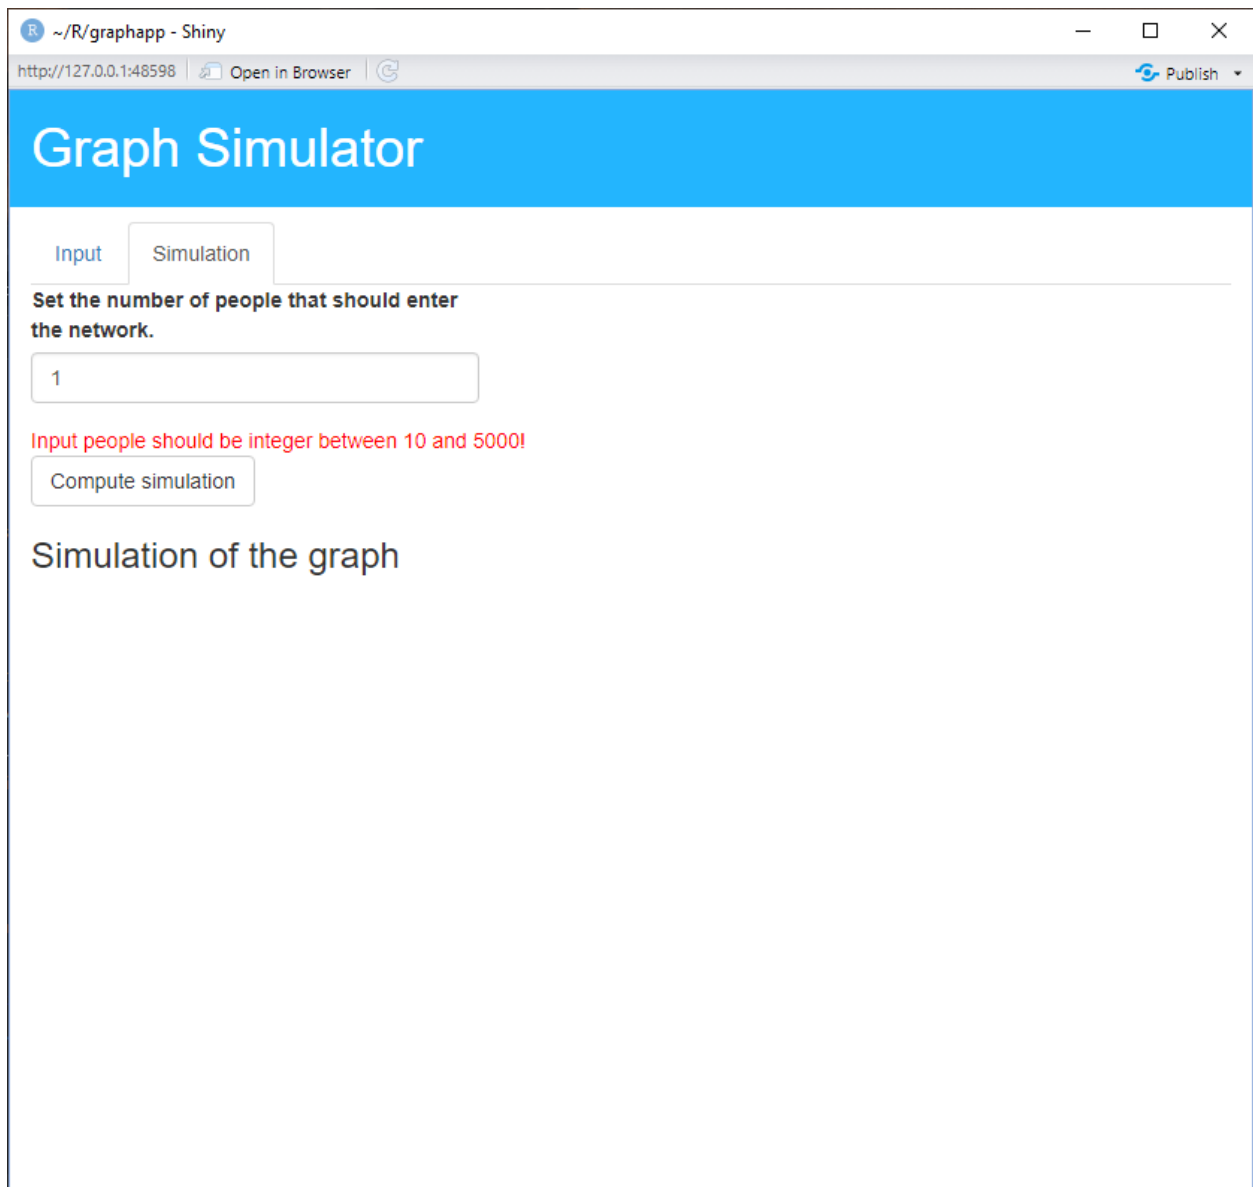 R ~/R/graphapp - Shiny
http://127.0.0.1:48598 Open in Browser Publish
Graph Simulator
Input Simulation
Set the number of people that should enter
the network.
1
Input people should be integer between 10 and 5000!
Compute simulation
Simulation of the graph